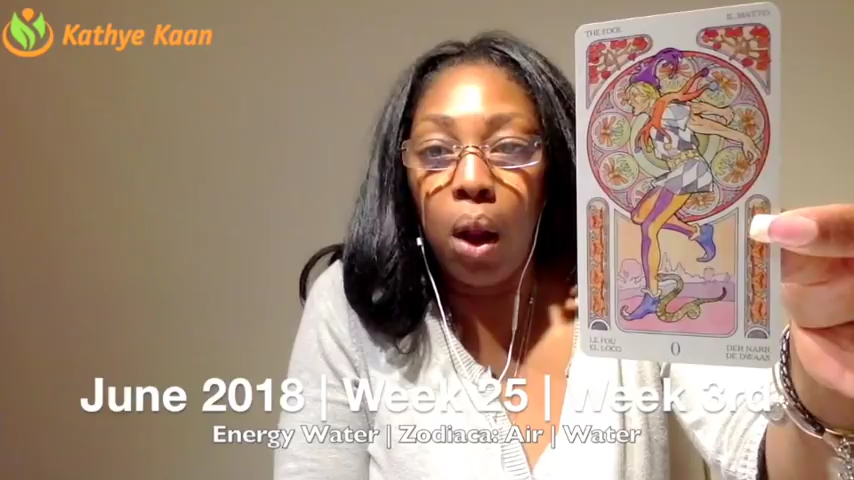 Kathye Kaan
THE FOOL
IL MATTO
LE FOU
EL LOCO
0
DER NARR
DE DWAAS
June 2018 | Week 25 | Week 3rd
Energy Water | Zodiaca: Air | Water